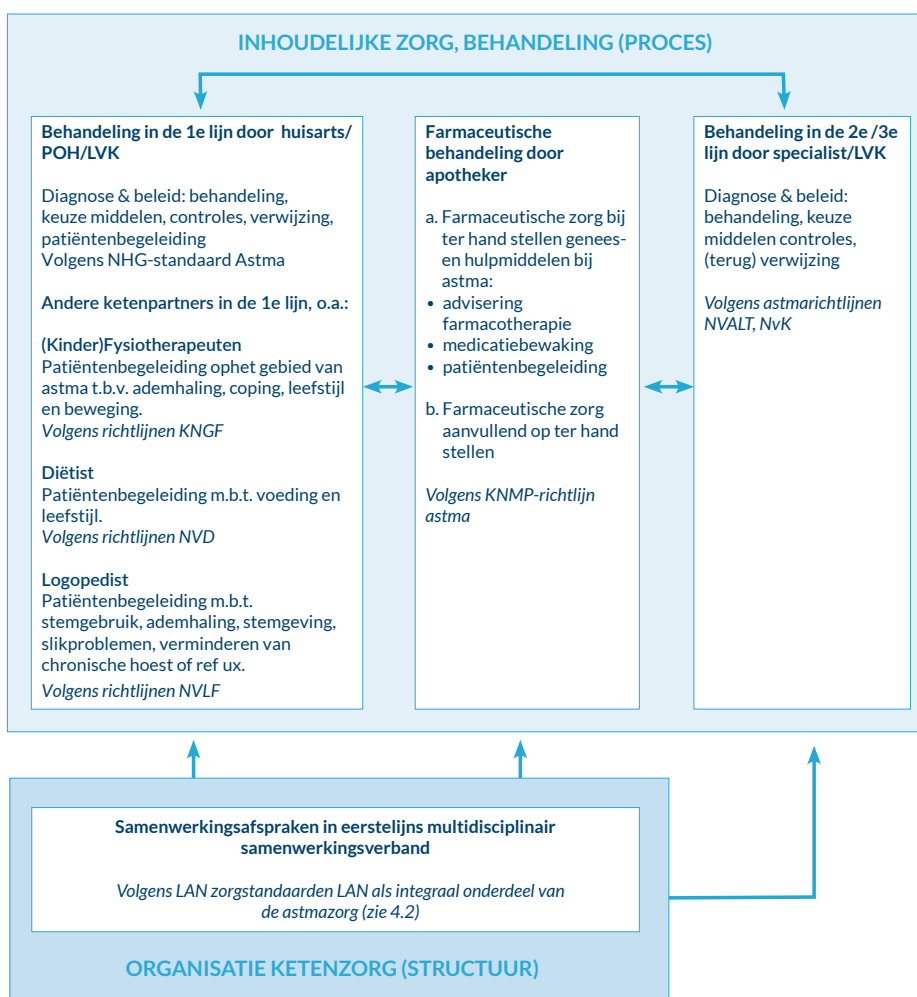 INHOUDELIJKE ZORG, BEHANDELING (PROCES)
Behandeling in de 1e lijn door huisarts/
POH/LVK
Diagnose & beleid: behandeling,
keuze middelen, controles, verwijzing,
patiëntenbegeleiding
Volgens NHG-standaard Astma
Andere ketenpartners in de 1e lijn, o.a.:
(Kinder)Fysiotherapeuten
Patiëntenbegeleiding ophet gebied van
astma t.b.v. ademhaling, coping, leefstijl
en beweging.
Volgens richtlijnen KNGF
Diëtist
Patiëntenbegeleiding m.b.t. voeding en
leefstijl.
Volgens richtlijnen NVD
Logopedist
Patiëntenbegeleiding m.b.t.
stemgebruik, ademhaling, stemgeving,
slikproblemen, verminderen van
chronische hoest of ref ux.
Volgens richtlijnen NVLF
Farmaceutische
behandeling door
apotheker
a. Farmaceutische zorg bij
ter hand stellen genees-
en hulpmiddelen bij
astma:
• advisering
farmacotherapie
• medicatiebewaking
• patiëntenbegeleiding
b. Farmaceutische zorg
aanvullend op ter hand
stellen
Volgens KNMP-richtlijn
astma
Behandeling in de 2e /3e
lijn door specialist/LVK
Diagnose & beleid:
behandeling, keuze
middelen controles,
(terug) verwijzing
Volgens astmarichtlijnen
NVALT, NvK
Samenwerkingsafspraken in eerstelijns multidisciplinair
samenwerkingsverband
Volgens LAN zorgstandaarden LAN als integraal onderdeel van
de astmazorg (zie 4.2)
ORGANISATIE KETENZORG (STRUCTUUR)